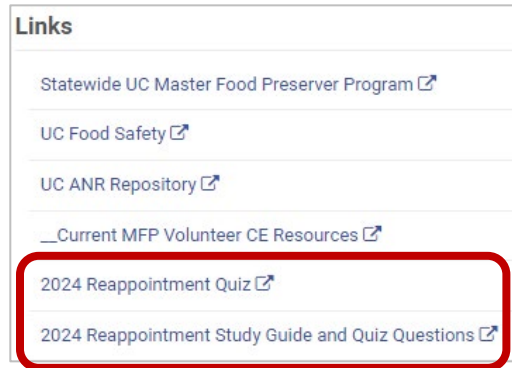 Links
Statewide UC Master Food Preserver Program
UC Food Safety
UC ANR Repository
__Current MFP Volunteer CE Resources
2024 Reappointment Quiz
2024 Reappointment Study Guide and Quiz Questions